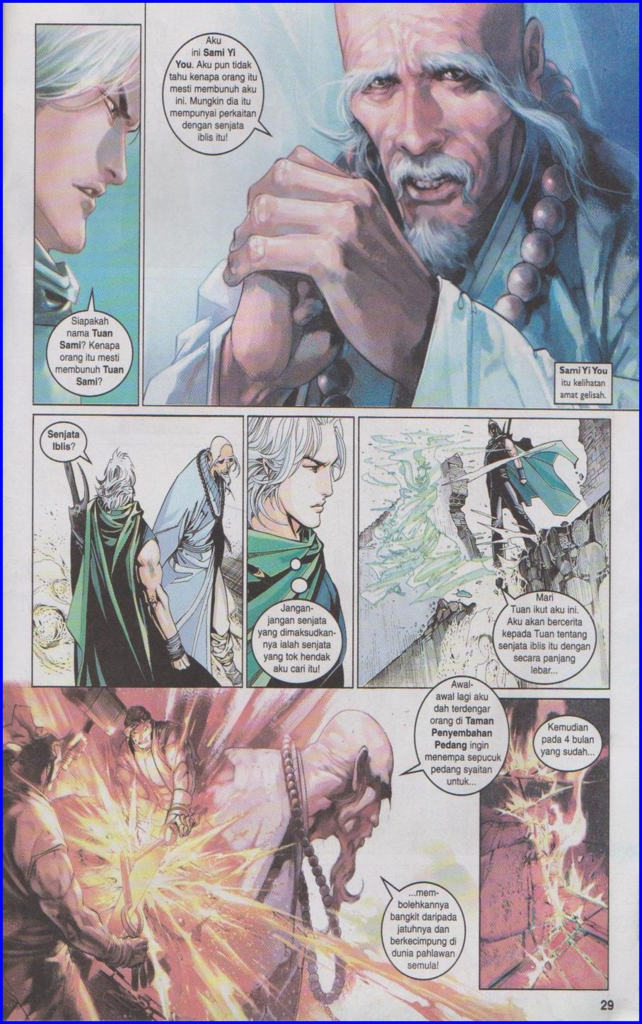 Siapakah
nama Tuan
Sami? Kenapa
orang itu mesti
membunuh Tuan
Sami?
Aku
ini Sami Yi
You. Aku pun tidak
tahu kenapa orang itu
mesti membunuh aku
ini. Mungkin dia itu
mempunyai perkaitan
dengan senjata
iblis itu!
Sami Yi You
itu kelihatan
amat gelisah.
Senjata
Iblis?
Jangan-
jangan senjata
yang dimaksudkan-
nya ialah senjata
yang tok hendak
aku cari itu!
Mari
Tuan ikut aku ini.
Aku akan bercerita
kepada Tuan tentang
senjata iblis itu dengan
secara panjang
lebar...
Awal-
awal lagi aku
dah terdengar
orang di Taman
Penyembahan
Pedang ingin
menempa sepucuk
pedang syaitan
untuk...
...mem-
bolehkannya
bangkit daripada
jatuhnya dan
berkecimpung di
dunia pahlawan
semula!
Kemudian
pada 4 bulan
yang sudah...
29